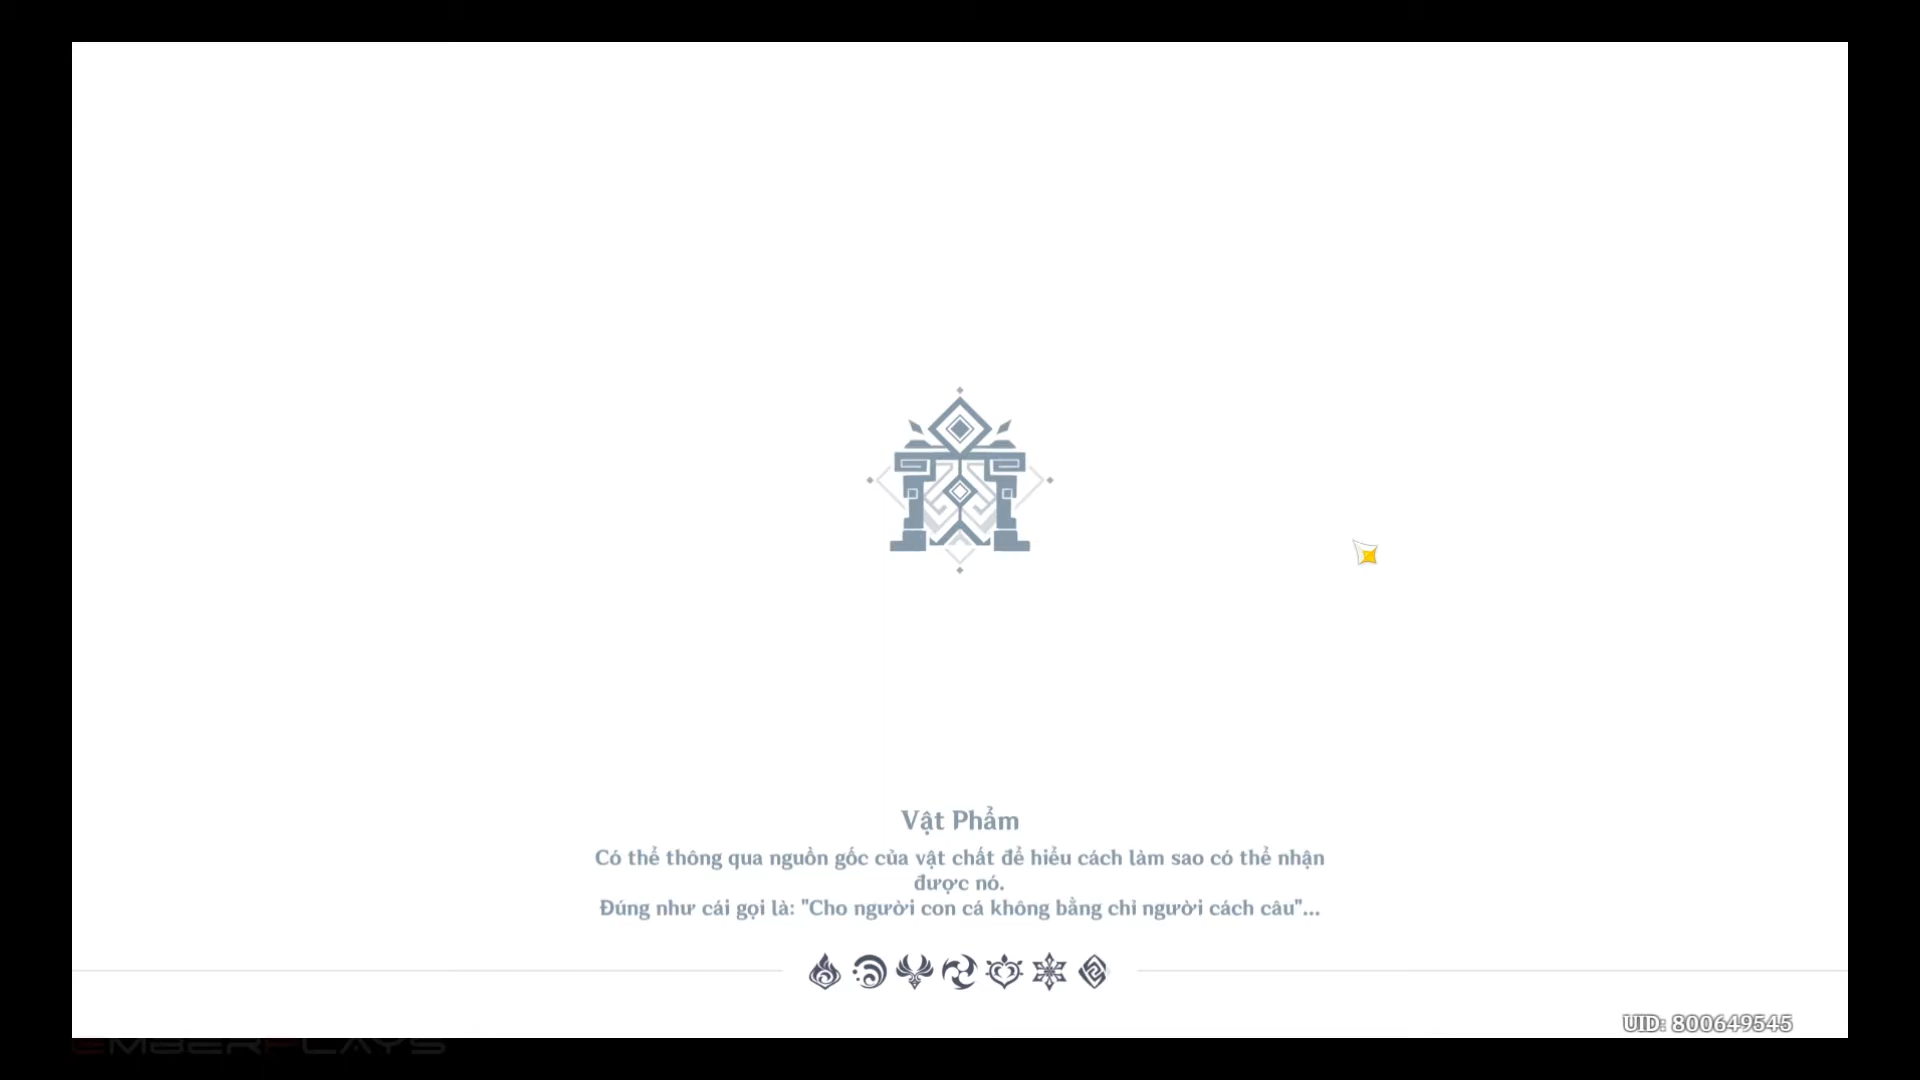 Vật Phẩm
Có thể thông qua nguồn gốc của vật chất để hiểu cách làm sao có thể nhận
được nó.
Đúng như cái gọi là: "Cho người con cá không bằng chỉ người cách câu"...
UID: 800649545
EMBERPLAYS